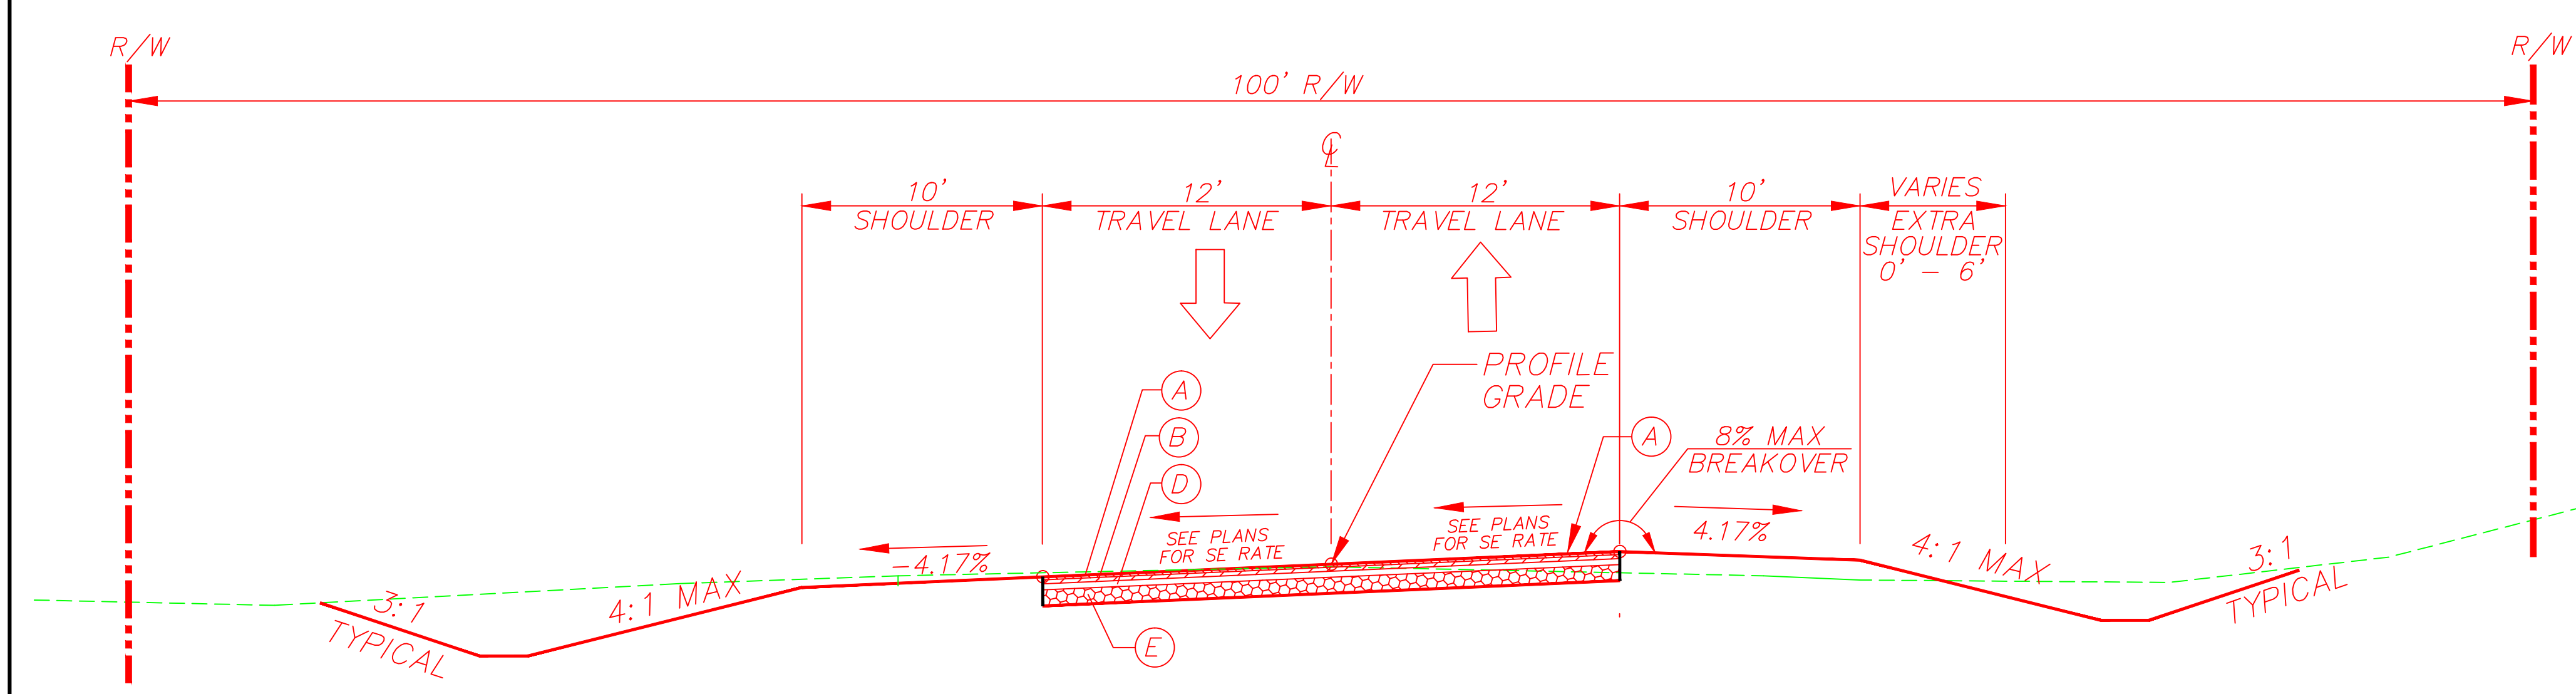 R/W
R/W
100' R/W
℄
10'
SHOULDER
12'
TRAVEL LANE
12'
TRAVEL LANE
10'
SHOULDER
VARIES
EXTRA
SHOULDER
0' - 6'
PROFILE
GRADE
A
B
D
A
8% MAX
BREAKOVER
SEE PLANS
FOR SE RATE
SEE PLANS
FOR SE RATE
-4.17%
4.17%
4:1 MAX
3:1
TYPICAL
3:1
TYPICAL
4:1 MAX
E